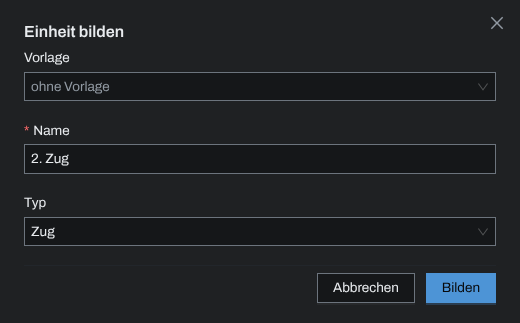 Einheit bilden
Vorlage
ohne Vorlage
* Name
2. Zug
Typ
Zug
Abbrechen Bilden